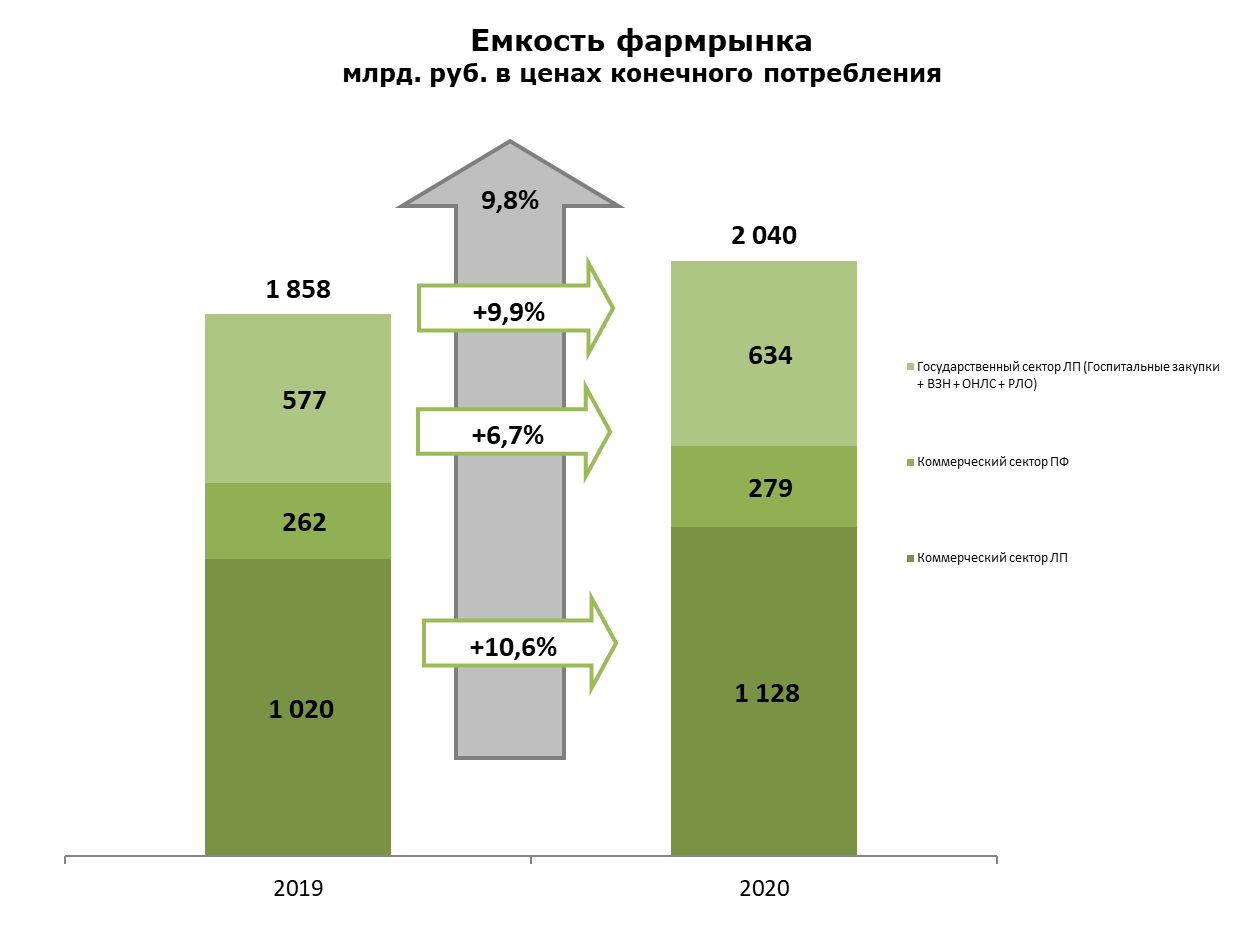 Емкость фармрынка
млрд. руб. в ценах конечного потребления
9,8%
2 040
1 858
+9,9%
634
577
+6,7%
279
262
+10,6%
1 128
1 020
Государственный сектор ЛП (Госпитальные закупки
+ ВЗН + ОНЛС + РЛО)
Коммерческий сектор ПФ
Коммерческий сектор ЛП
2019
2020